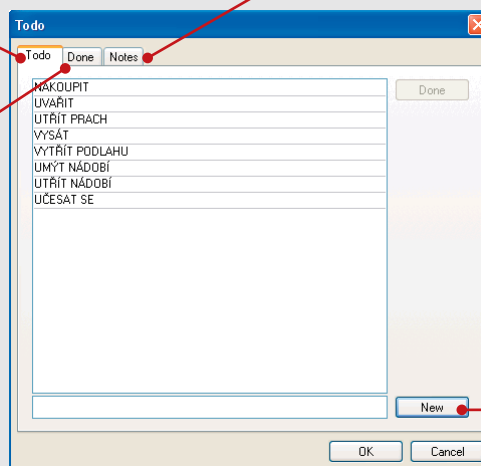 Todo
Todo Done Notes
NAKOUPIT
Done
UVAŘIT
UTŘÍT PRACH
VYSÁT
VYTŘÍT PODLAHU
UMÝT NÁDOBÍ
UTŘÍT NÁDOBÍ
UČESAT SE
New
OK Cancel